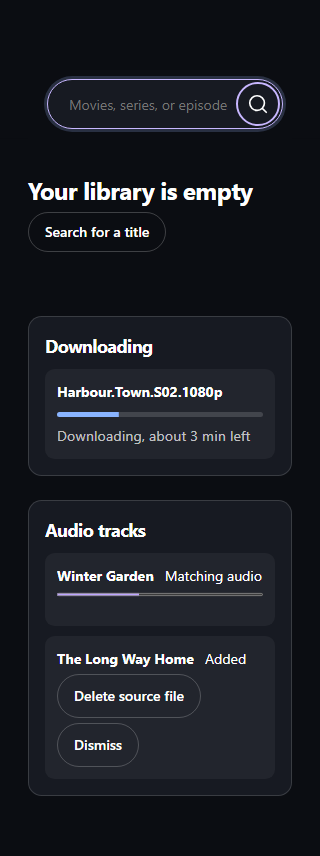 Movies, series, or episode
Your library is empty
Search for a title
Downloading
Harbour.Town.S02.1080p
Downloading, about 3 min left
Audio tracks
Winter Garden Matching audio
The Long Way Home Added
Delete source file
Dismiss